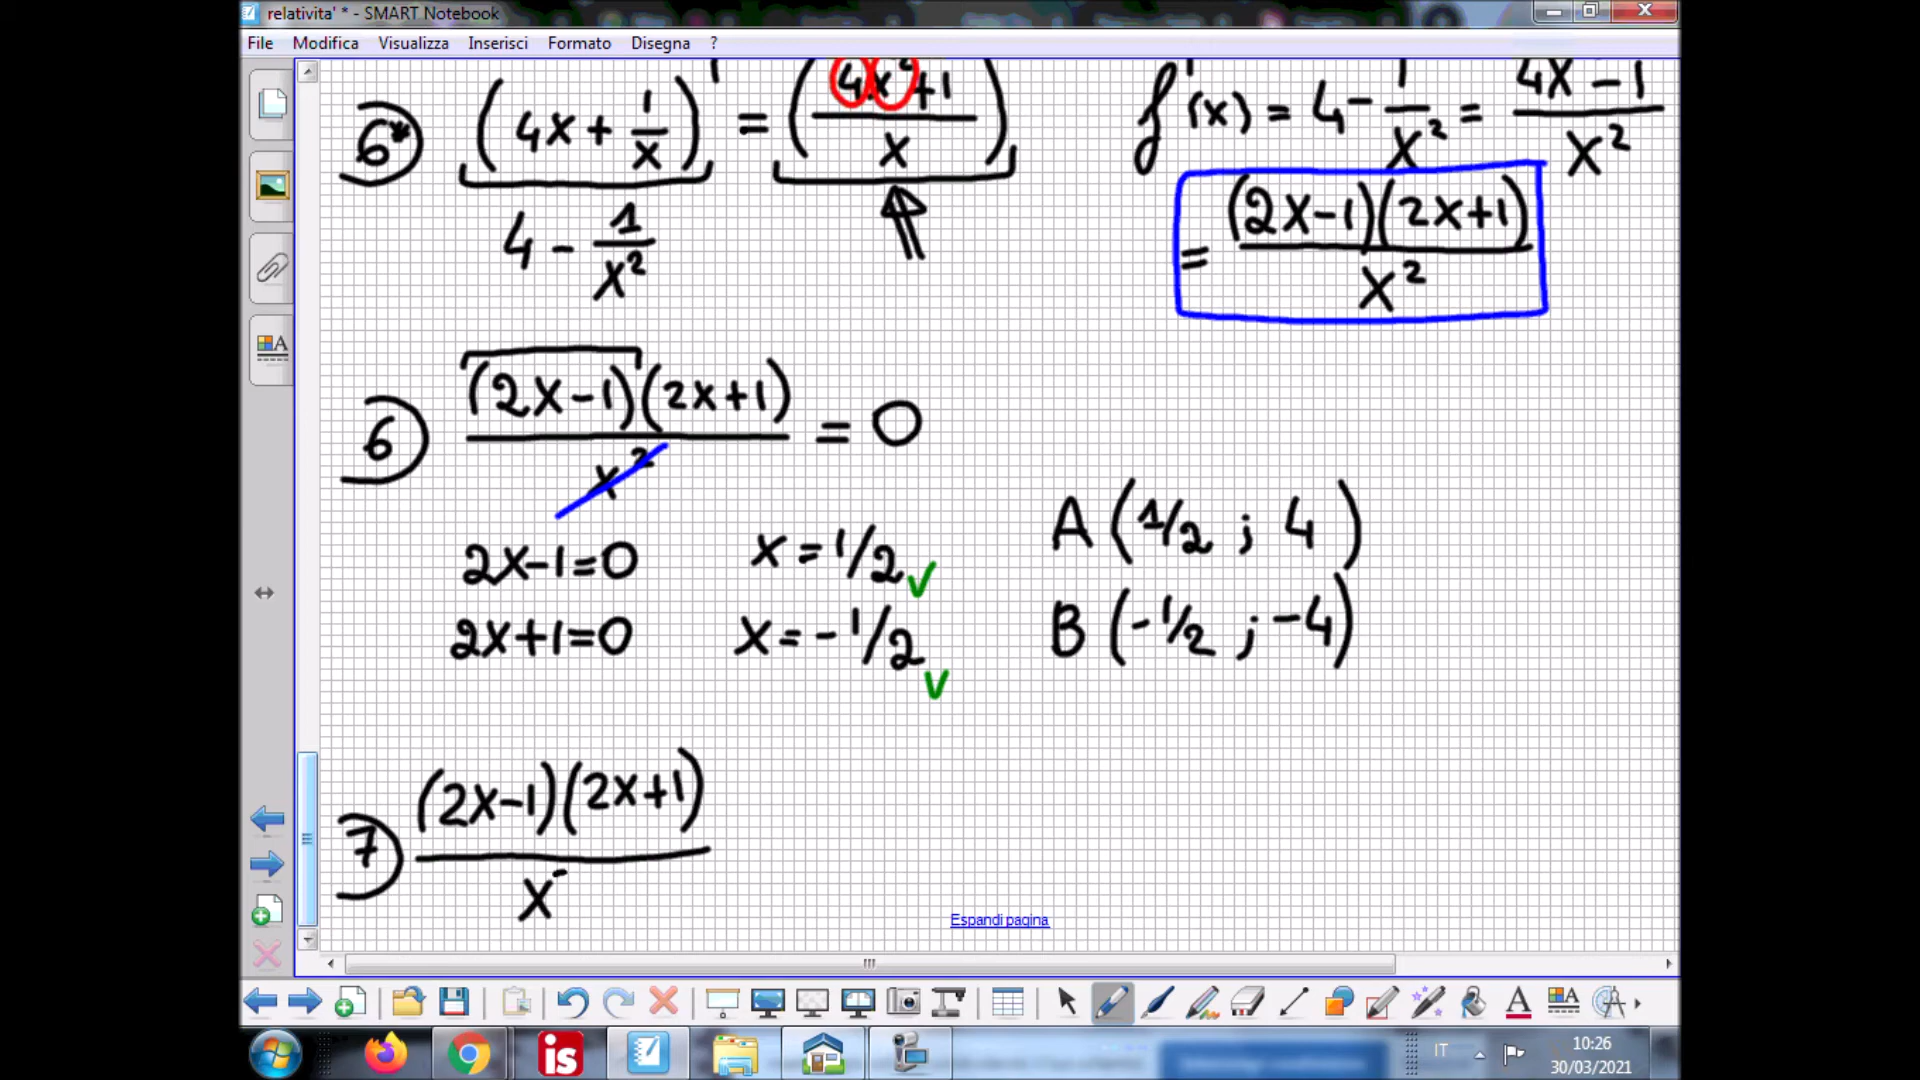 relativita' * - SMART Notebook
File Modifica Visualizza Inserisci Formato Disegna ?
6* (4x + 1/x)' = (4x²+1 / x)
f'(x) = 4 - 1/x² = 4x - 1 / x²
4 - 1/x²
= (2x-1)(2x+1) / x²
6 (2x-1)(2x+1) / x² = 0
2x-1=0 x = 1/2 v
2x+1=0 x = - 1/2 v
A (1/2 ; 4)
B (-1/2 ; -4)
7 (2x-1)(2x+1) / x
Espandi pagina
is
IT
10:26
30/03/2021